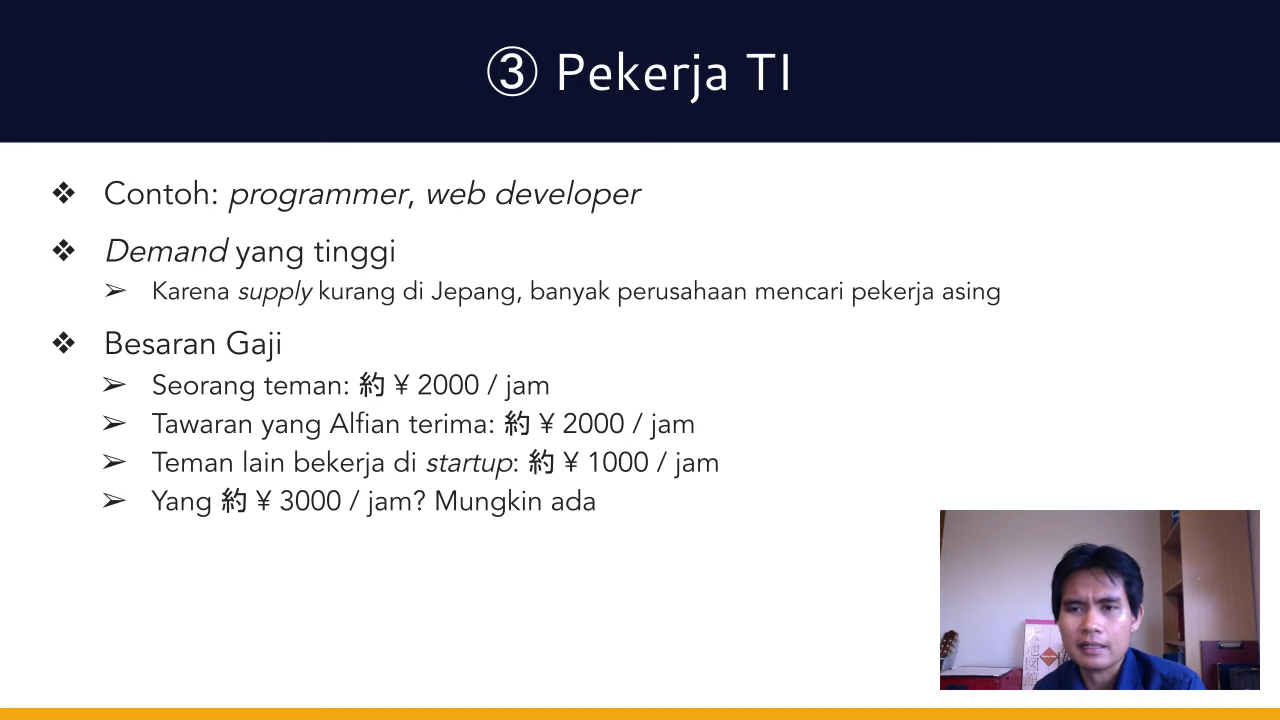 ③ Pekerja TI
❖ Contoh: programmer, web developer
❖ Demand yang tinggi
➢ Karena supply kurang di Jepang, banyak perusahaan mencari pekerja asing
❖ Besaran Gaji
➢ Seorang teman: 約 ¥ 2000 / jam
➢ Tawaran yang Alfian terima: 約 ¥ 2000 / jam
➢ Teman lain bekerja di startup: 約 ¥ 1000 / jam
➢ Yang 約 ¥ 3000 / jam? Mungkin ada